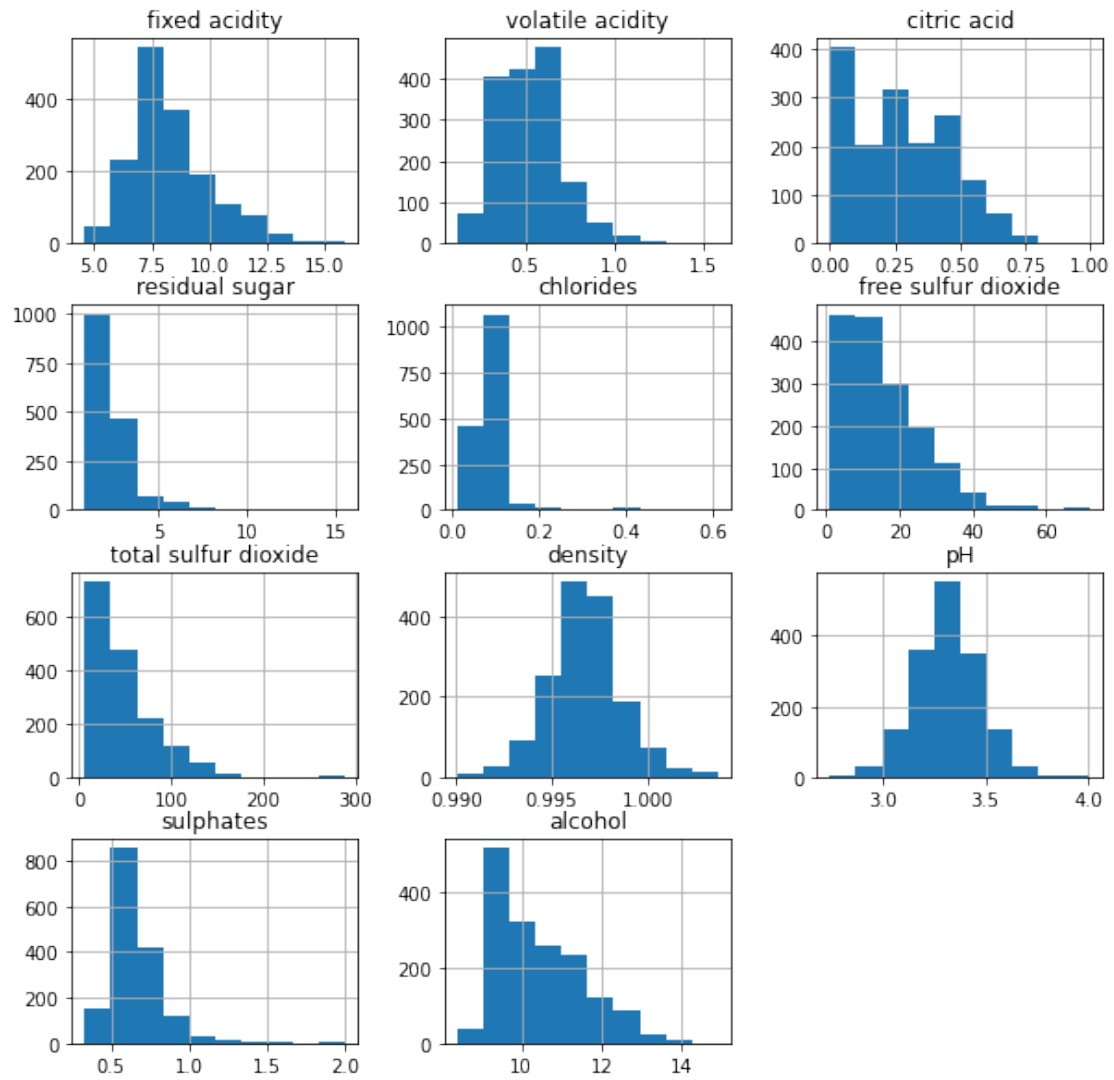 fixed acidity
400
200
0
5.0 7.5 10.0 12.5 15.0
volatile acidity
400
300
200
100
0
0.5 1.0 1.5
citric acid
400
300
200
100
0
0.00 0.25 0.50 0.75 1.00
residual sugar
1000
750
500
250
0
5 10 15
chlorides
1000
750
500
250
0
0.0 0.2 0.4 0.6
free sulfur dioxide
400
300
200
100
0
0 20 40 60
total sulfur dioxide
600
400
200
0
0 100 200 300
density
400
200
0
0.990 0.995 1.000
pH
400
200
0
3.0 3.5 4.0
sulphates
800
600
400
200
0
0.5 1.0 1.5 2.0
alcohol
400
200
0
10 12 14